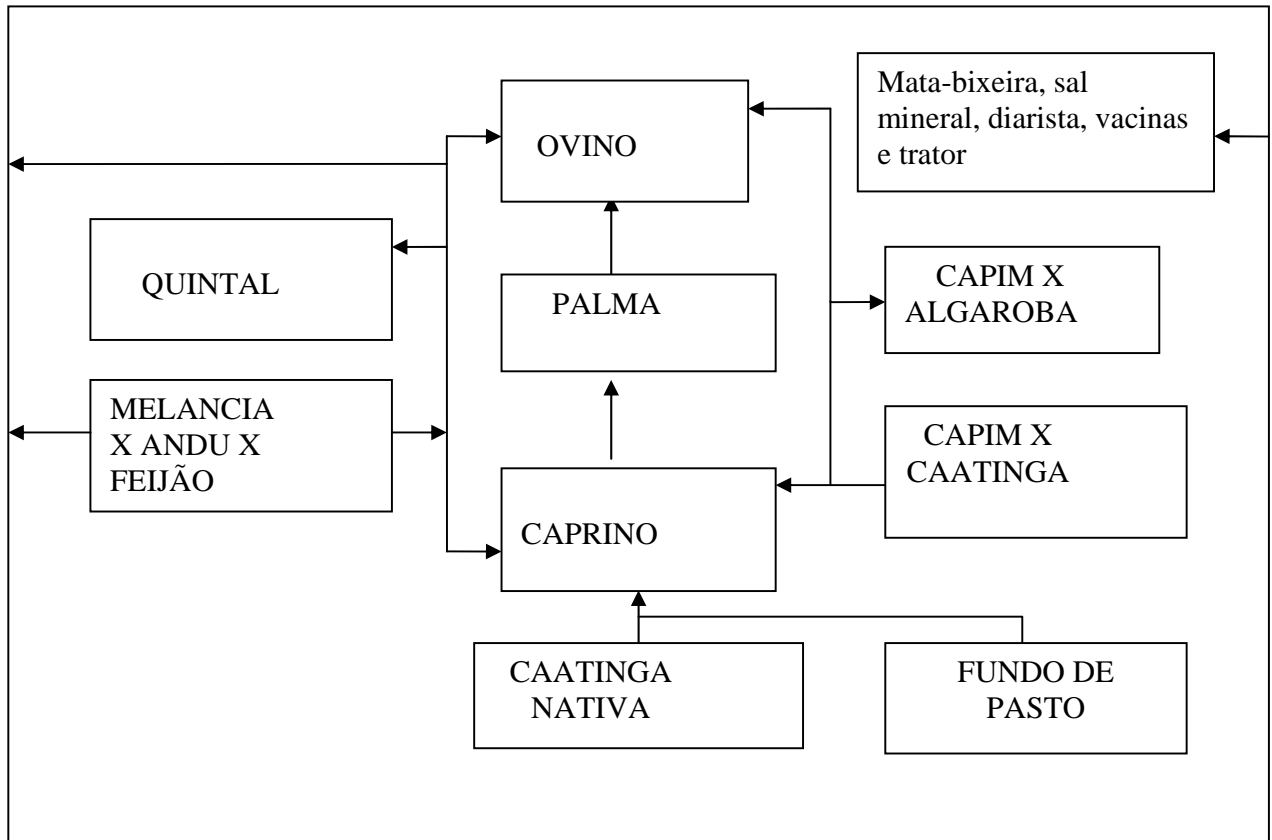 Mata-bixeira, sal
mineral, diarista, vacinas
e trator
OVINO
QUINTAL
PALMA
CAPIM X
ALGAROBA
MELANCIA
X ANDU X
FEIJÃO
CAPIM X
CAATINGA
CAPRINO
CAATINGA
NATIVA
FUNDO DE
PASTO